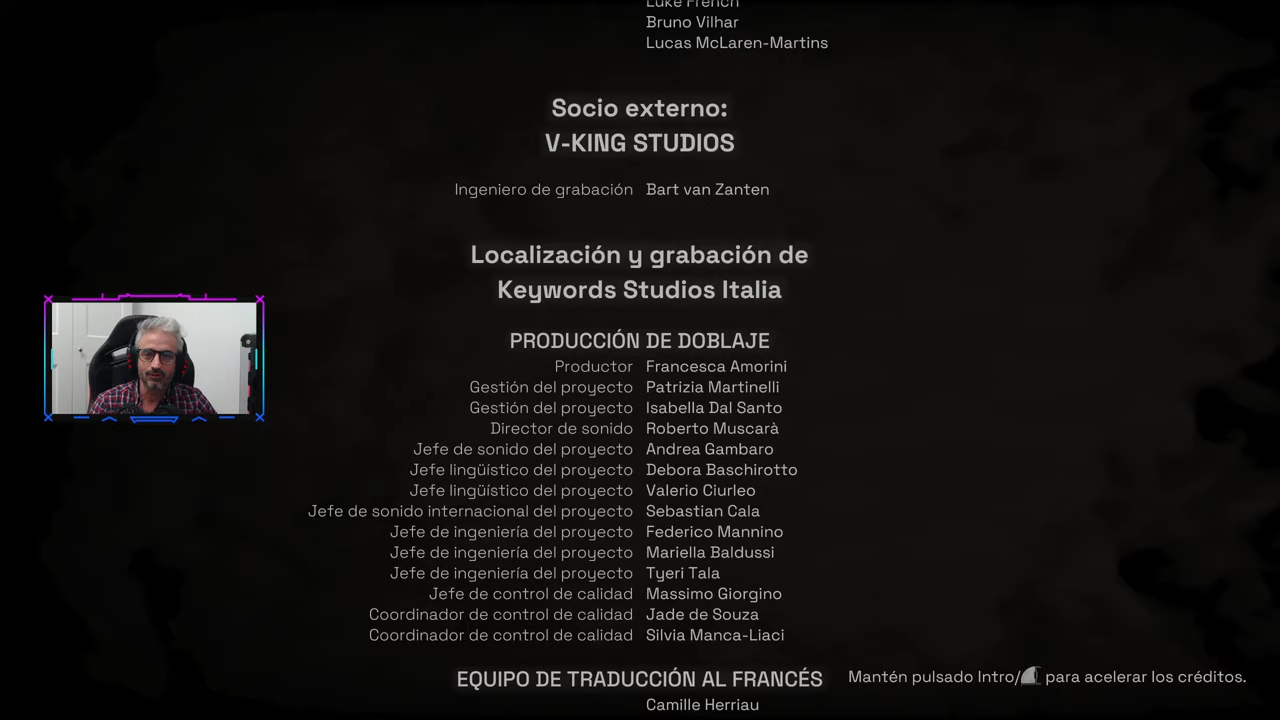 Luke French
Bruno Vilhar
Lucas McLaren-Martins
Socio externo:
V-KING STUDIOS
Ingeniero de grabación Bart van Zanten
Localización y grabación de
Keywords Studios Italia
PRODUCCIÓN DE DOBLAJE
Productor Francesca Amorini
Gestión del proyecto Patrizia Martinelli
Gestión del proyecto Isabella Dal Santo
Director de sonido Roberto Muscarà
Jefe de sonido del proyecto Andrea Gambaro
Jefe lingüístico del proyecto Debora Baschirotto
Jefe lingüístico del proyecto Valerio Ciurleo
Jefe de sonido internacional del proyecto Sebastian Cala
Jefe de ingeniería del proyecto Federico Mannino
Jefe de ingeniería del proyecto Mariella Baldussi
Jefe de ingeniería del proyecto Tyeri Tala
Jefe de control de calidad Massimo Giorgino
Coordinador de control de calidad Jade de Souza
Coordinador de control de calidad Silvia Manca-Liaci
EQUIPO DE TRADUCCIÓN AL FRANCÉS
Mantén pulsado Intro/ para acelerar los créditos.
Camille Herriau